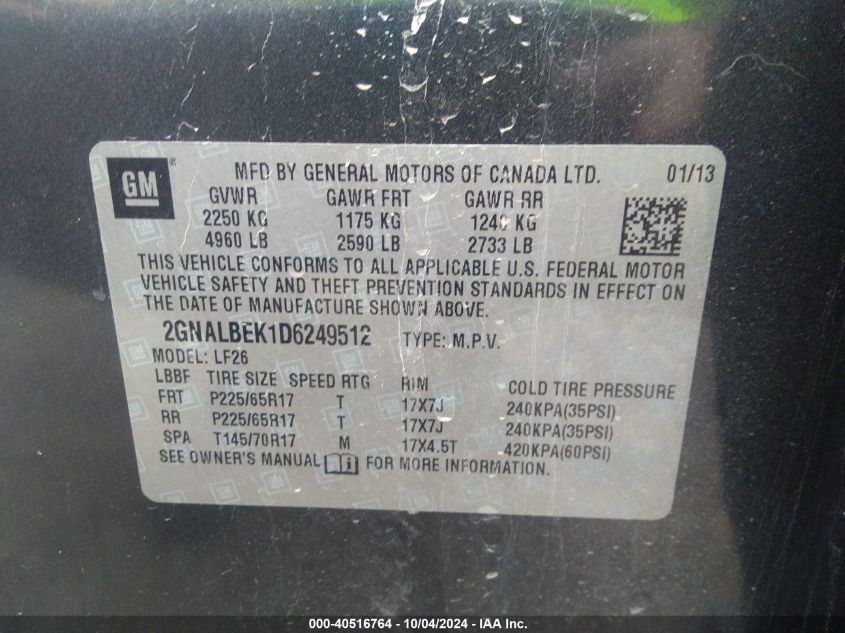 GM ® MFD BY GENERAL MOTORS OF CANADA LTD. 01/13
GVWR GAWR FRT GAWR RR
2250 KG 1175 KG 1240 KG
4960 LB 2590 LB 2733 LB
THIS VEHICLE CONFORMS TO ALL APPLICABLE U.S. FEDERAL MOTOR
VEHICLE SAFETY AND THEFT PREVENTION STANDARDS IN EFFECT ON
THE DATE OF MANUFACTURE SHOWN ABOVE.
2GNALBEK1D6249512 TYPE: M.P.V.
MODEL: LF26
LBBF TIRE SIZE SPEED RTG RIM COLD TIRE PRESSURE
FRT P225/65R17 T 17X7J 240KPA(35PSI)
RR P225/65R17 T 17X7J 240KPA(35PSI)
SPA T145/70R17 M 17X4.5T 420KPA(60PSI)
SEE OWNER'S MANUAL i FOR MORE INFORMATION.
000-40516764 - 10/04/2024 - IAA Inc.